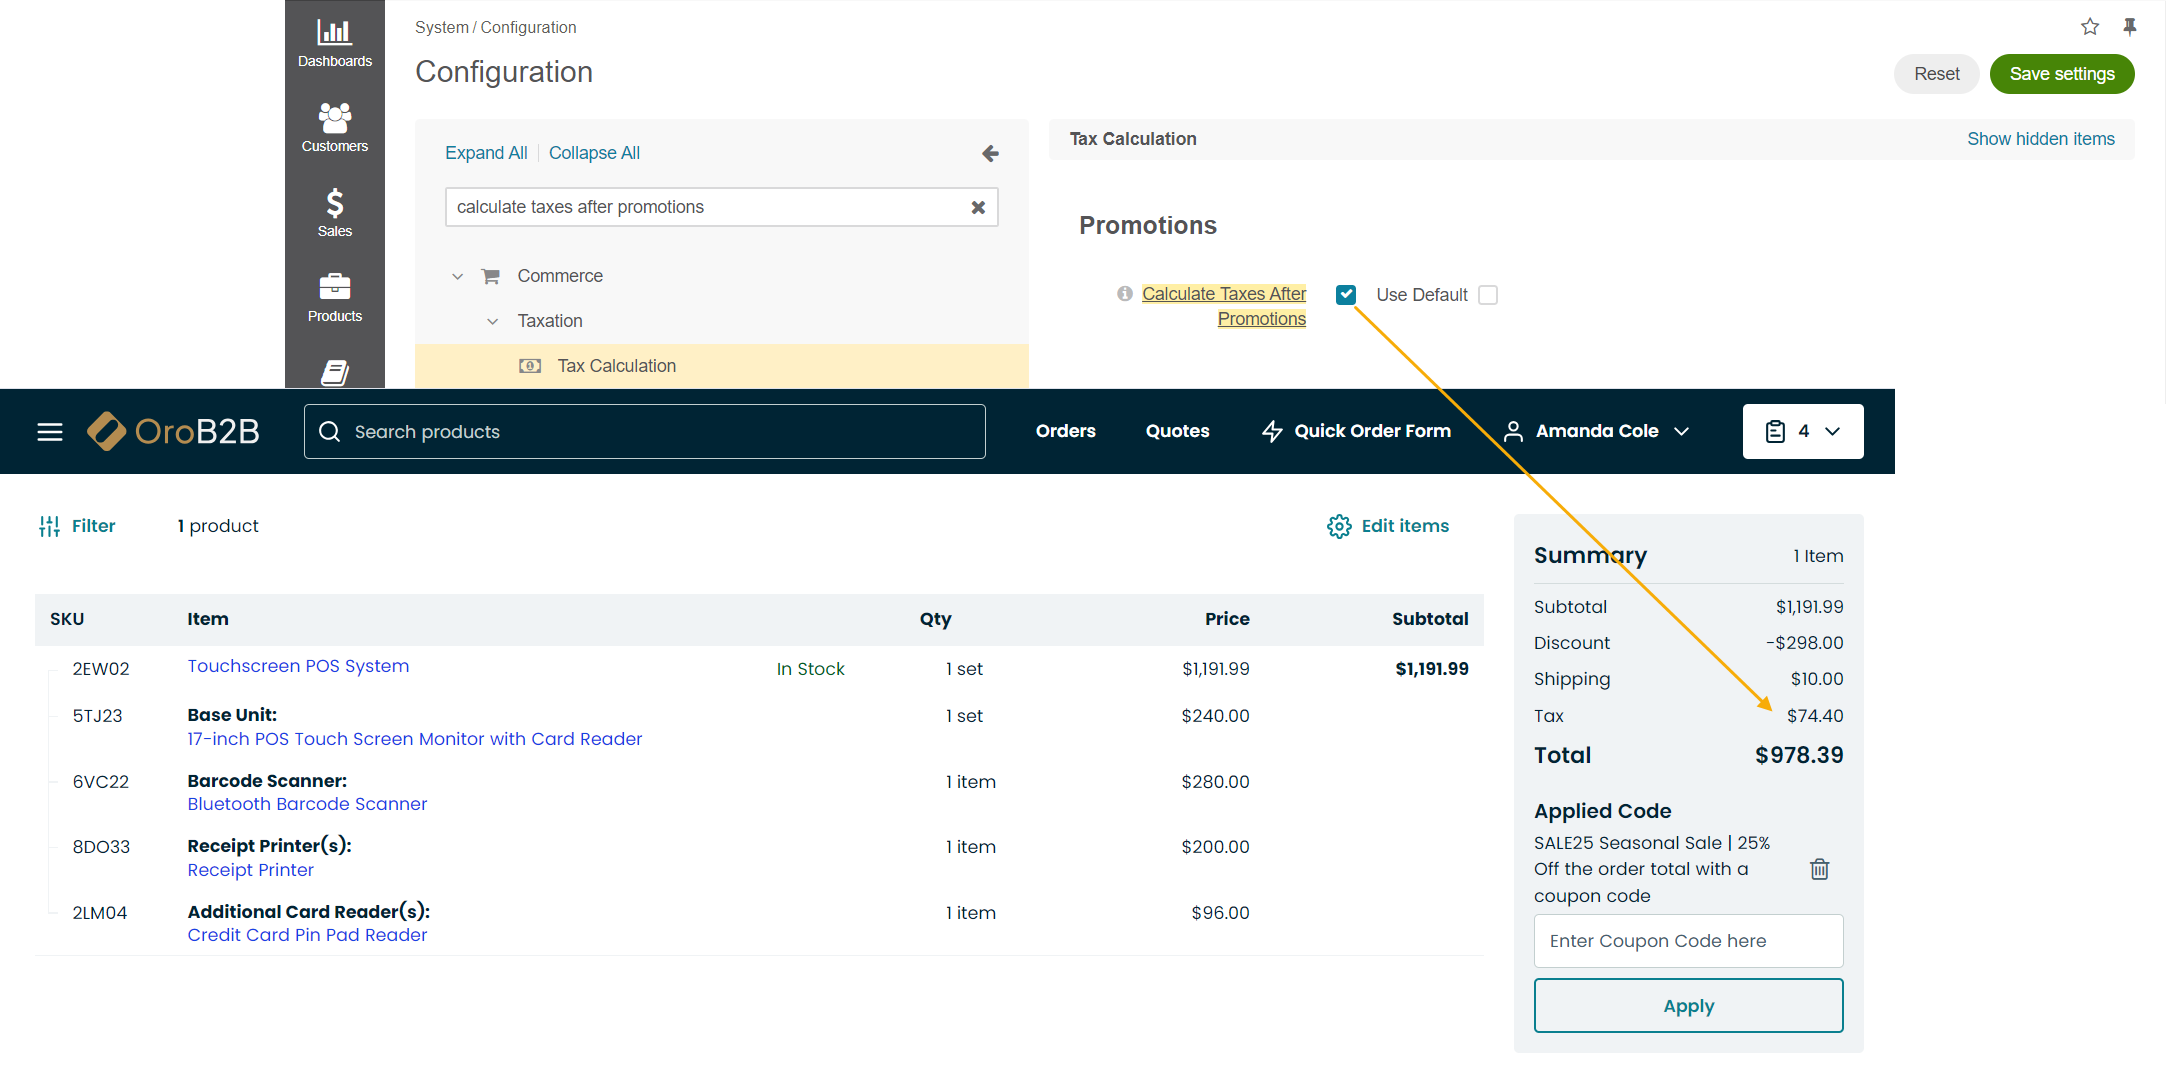 Dashboards
Customers
Sales
Products
System / Configuration
Configuration
Reset
Save settings
Expand All
Collapse All
calculate taxes after promotions
Commerce
Taxation
Tax Calculation
Tax Calculation
Show hidden items
Promotions
Calculate Taxes After
Promotions
Use Default
OroB2B
Search products
Orders
Quotes
Quick Order Form
Amanda Cole
4
Filter
1 product
Edit items
SKU Item Qty Price Subtotal
2EW02 Touchscreen POS System In Stock 1 set $1,191.99 $1,191.99
5TJ23 Base Unit: 1 set $240.00
17-inch POS Touch Screen Monitor with Card Reader
6VC22 Barcode Scanner: 1 item $280.00
Bluetooth Barcode Scanner
8DO33 Receipt Printer(s): 1 item $200.00
Receipt Printer
2LM04 Additional Card Reader(s): 1 item $96.00
Credit Card Pin Pad Reader
Summary 1 Item
Subtotal $1,191.99
Discount -$298.00
Shipping $10.00
Tax $74.40
Total $978.39
Applied Code
SALE25 Seasonal Sale | 25%
Off the order total with a
coupon code
Enter Coupon Code here
Apply